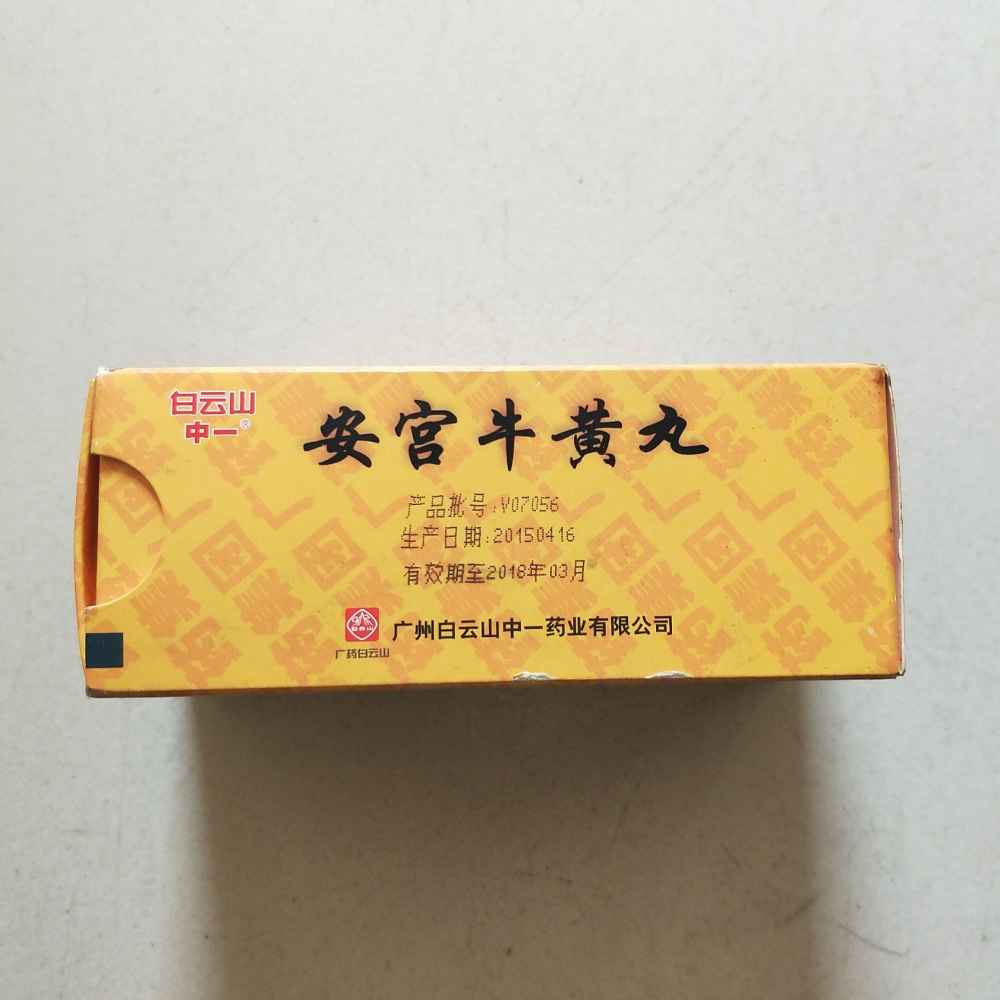 白云山
中一®
安宫牛黄丸
产品批号:V07056
生产日期:20150416
有效期至2018年03月
广州白云山中一药业有限公司
广药白云山